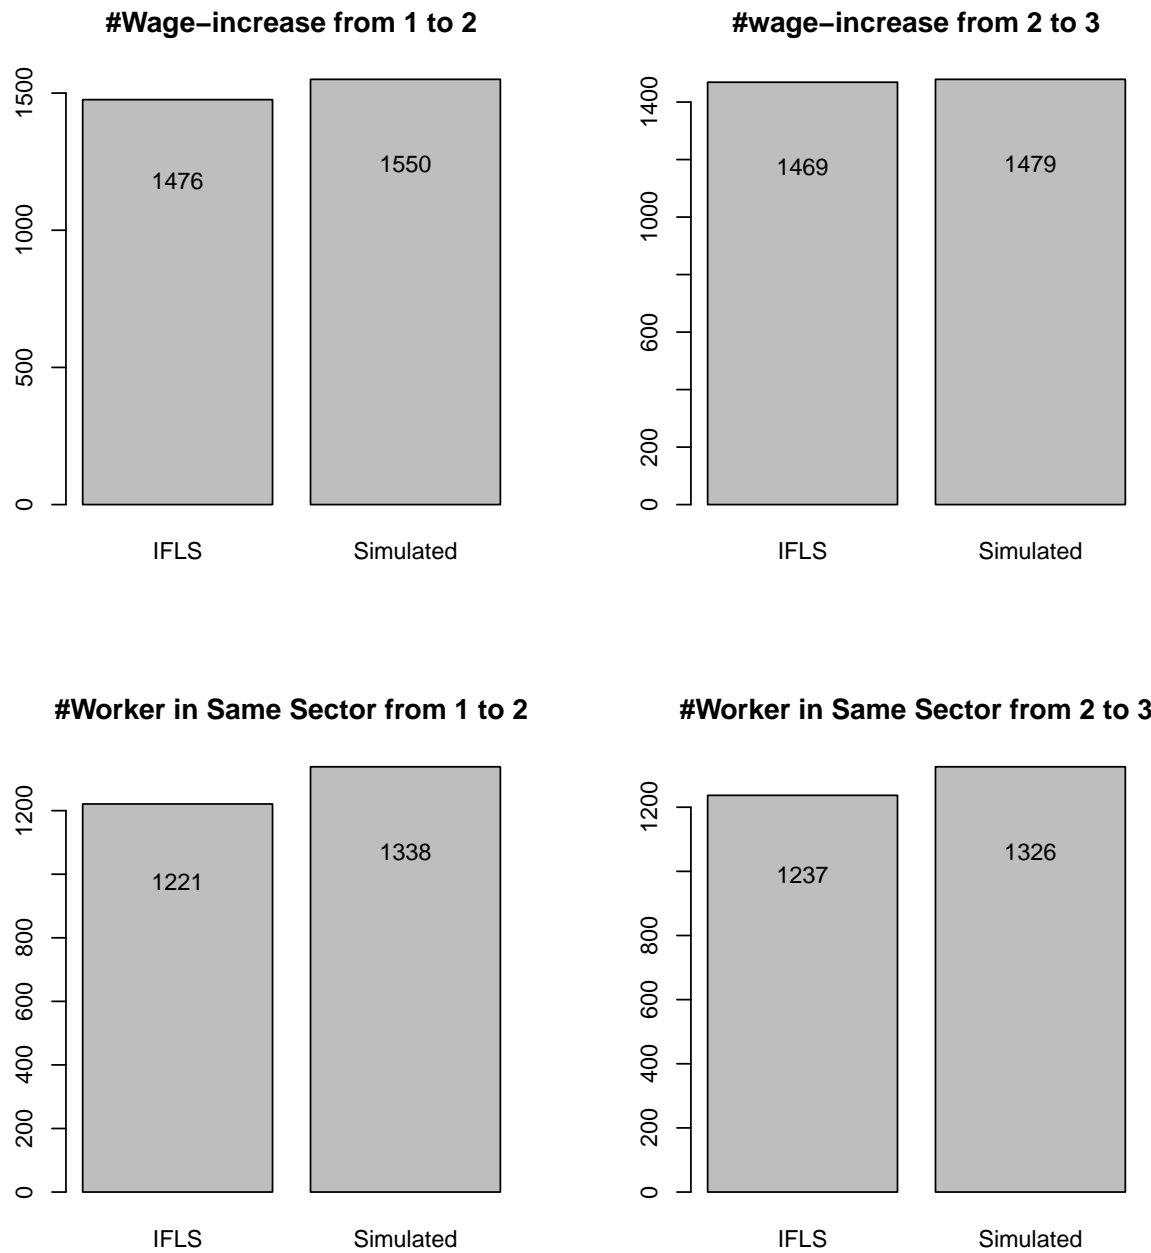 #Wage−increase from 1 to 2
1500
1000
500
0
1476
1550
IFLS
Simulated
#wage−increase from 2 to 3
1400
1000
600
200
0
1469
1479
IFLS
Simulated
#Worker in Same Sector from 1 to 2
1200
800
600
400
200
0
1221
1338
IFLS
Simulated
#Worker in Same Sector from 2 to 3
1200
800
600
400
200
0
1237
1326
IFLS
Simulated